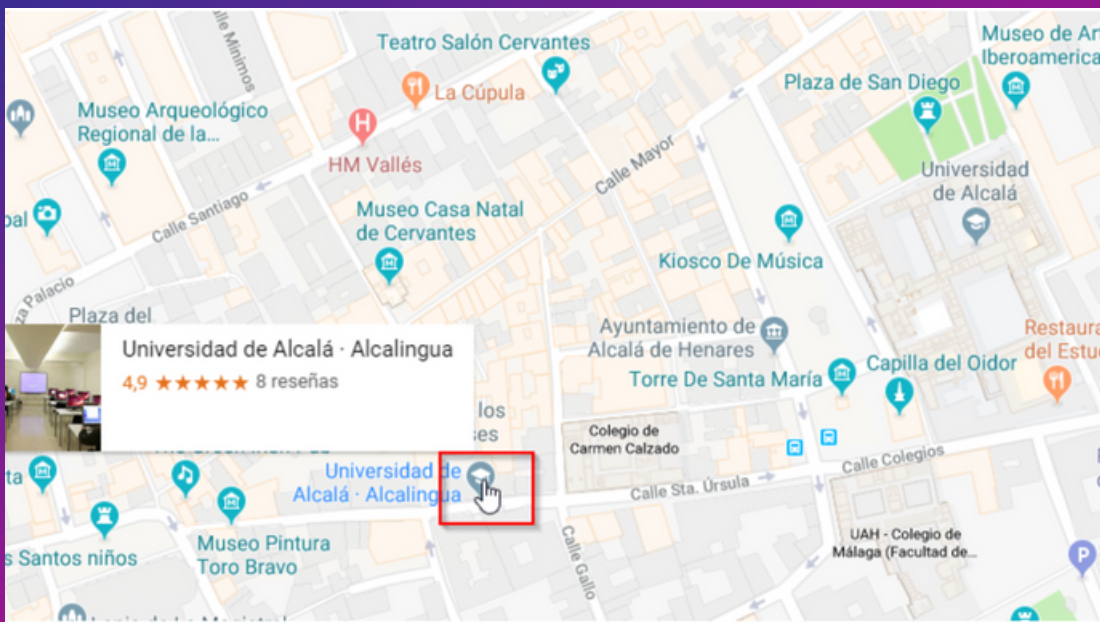 Calle Mínimos
Teatro Salón Cervantes
La Cúpula
Museo de
Iberoamerica
Plaza de San Diego
Museo Arqueológico
Regional de la...
HM Vallés
Calle Mayor
Universidad
de Alcalá
Calle Santiago
Museo Casa Natal
de Cervantes
Kiosco De Música
Palacio
Plaza del
Universidad de Alcalá · Alcalingua
4,9 ★★★★★ 8 reseñas
Ayuntamiento de
Alcalá de Henares
Torre De Santa María
Capilla del Oidor
los
Colegio de
Carmen Calzado
Calle Colegios
Universidad de
Alcalá · Alcalingua
Calle Sta. Úrsula
Museo Pintura
Toro Bravo
Santos niños
Calle Gallo
UAH - Colegio de
Málaga (Facultad de...
P
H